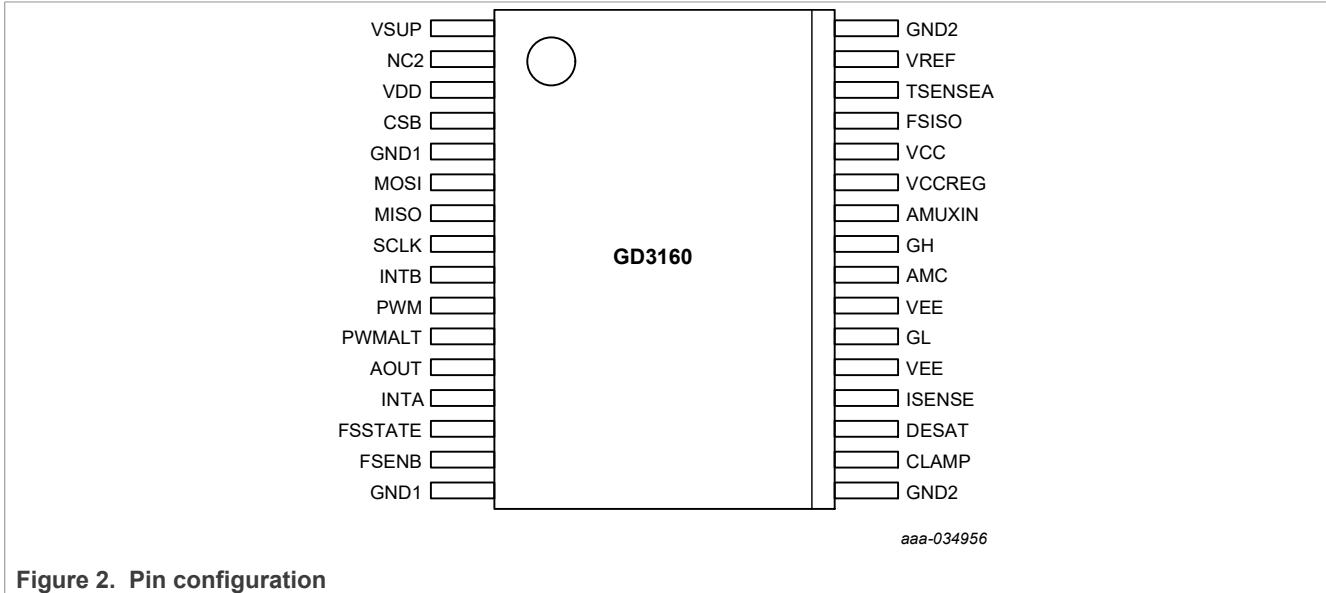 VSUP
NC2
VDD
CSB
GND1
MOSI
MISO
SCLK
INTB
PWM
PWMALT
AOUT
INTA
FSSTATE
FSENB
GND1
GD3160
GND2
VREF
TSENSEA
FSISO
VCC
VCCREG
AMUXIN
GH
AMC
VEE
GL
VEE
ISENSE
DESAT
CLAMP
GND2
aaa-034956
Figure 2. Pin configuration